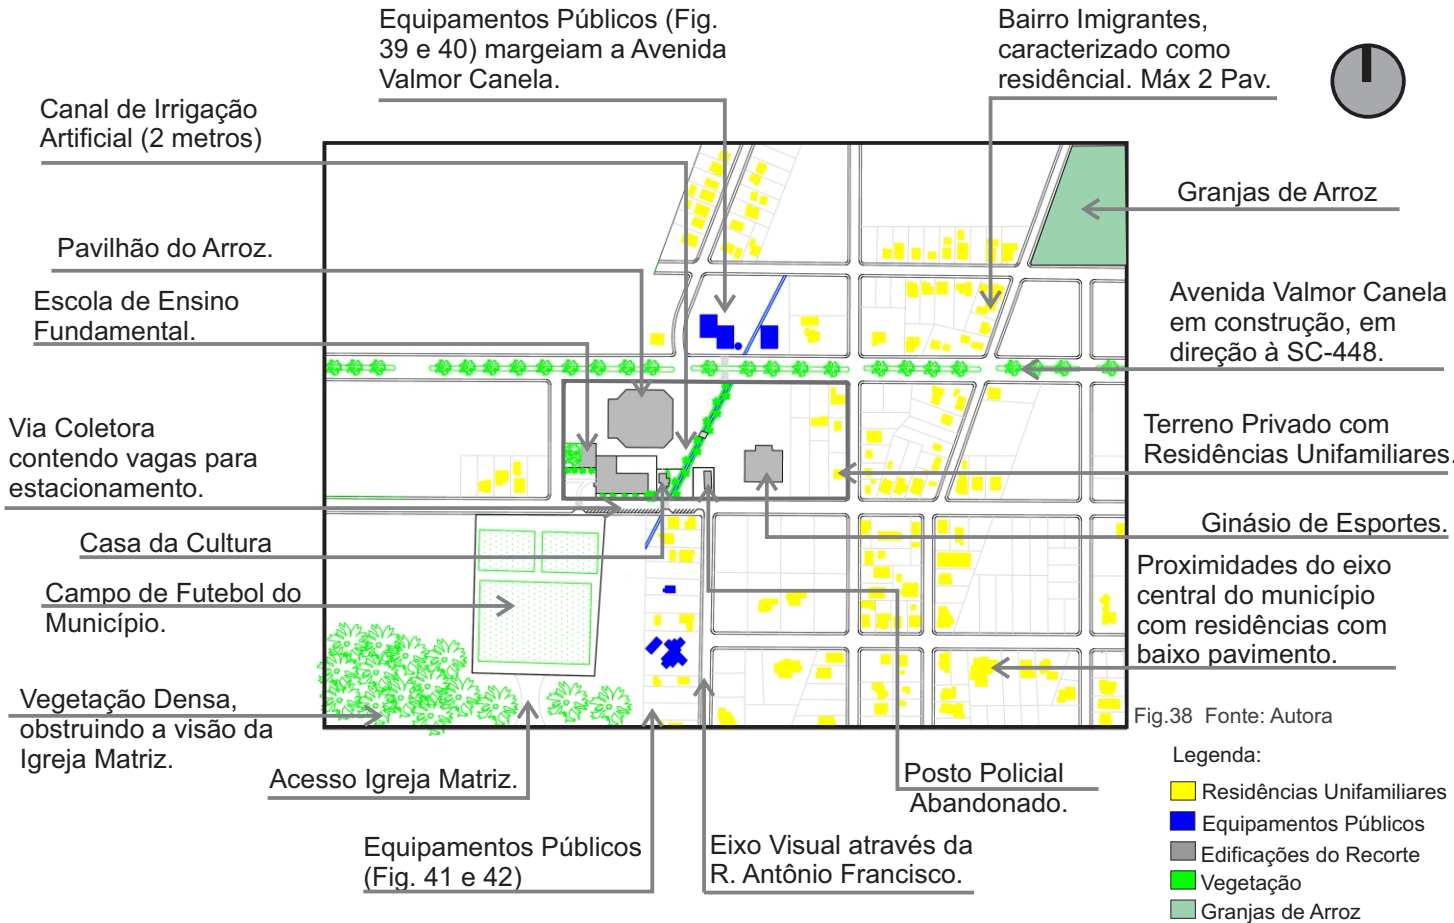 Equipamentos Públicos (Fig.
39 e 40) margeiam a Avenida
Valmor Canela.
Bairro Imigrantes,
caracterizado como
residêncial. Máx 2 Pav.
Canal de Irrigação
Artificial (2 metros)
Granjas de Arroz
Pavilhão do Arroz.
Escola de Ensino
Fundamental.
Avenida Valmor Canela
em construção, em
direção à SC-448.
Via Coletora
contendo vagas para
estacionamento.
Terreno Privado com
Residências Unifamiliares.
Casa da Cultura
Ginásio de Esportes.
Campo de Futebol do
Município.
Proximidades do eixo
central do município
com residências com
baixo pavimento.
Vegetação Densa,
obstruindo a visão da
Igreja Matriz.
Acesso Igreja Matriz.
Posto Policial
Abandonado.
Equipamentos Públicos
(Fig. 41 e 42)
Eixo Visual através da
R. Antônio Francisco.
Fig.38 Fonte: Autora
Legenda:
Residências Unifamiliares
Equipamentos Públicos
Edificações do Recorte
Vegetação
Granjas de Arroz